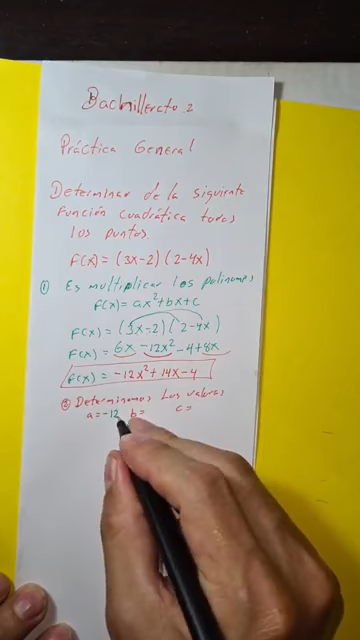 Bachillerato 2
Práctica General
Determinar de la siguiente
función cuadrática todos
los puntos.
F(x) = (3x-2)(2-4x)
① Es multiplicar los polinomios
F(x) = ax²+bx+c
F(x) = (3x-2)(2-4x)
F(x) = 6x -12x² -4 +8x
F(x) = -12x² + 14x - 4
② Determinamos los valores
a = -12 b = c =